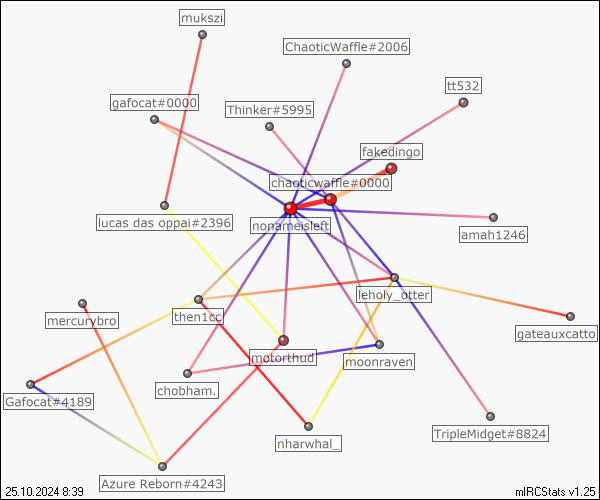 mukszi
ChaoticWaffle#2006
tt532
gafocat#0000
Thinker#5995
fakedingo
chaoticwaffle#0000
lucas das oppai#2396
nonameisleft
amah1246
leholy_otter
then1cc
mercurybro
gateauxcatto
motorthud
moonraven
chobham.
Gafocat#4189
TripleMidget#8824
nharwhal_
Azure Reborn#4243
25.10.2024 8:39
mIRCStats v1.25